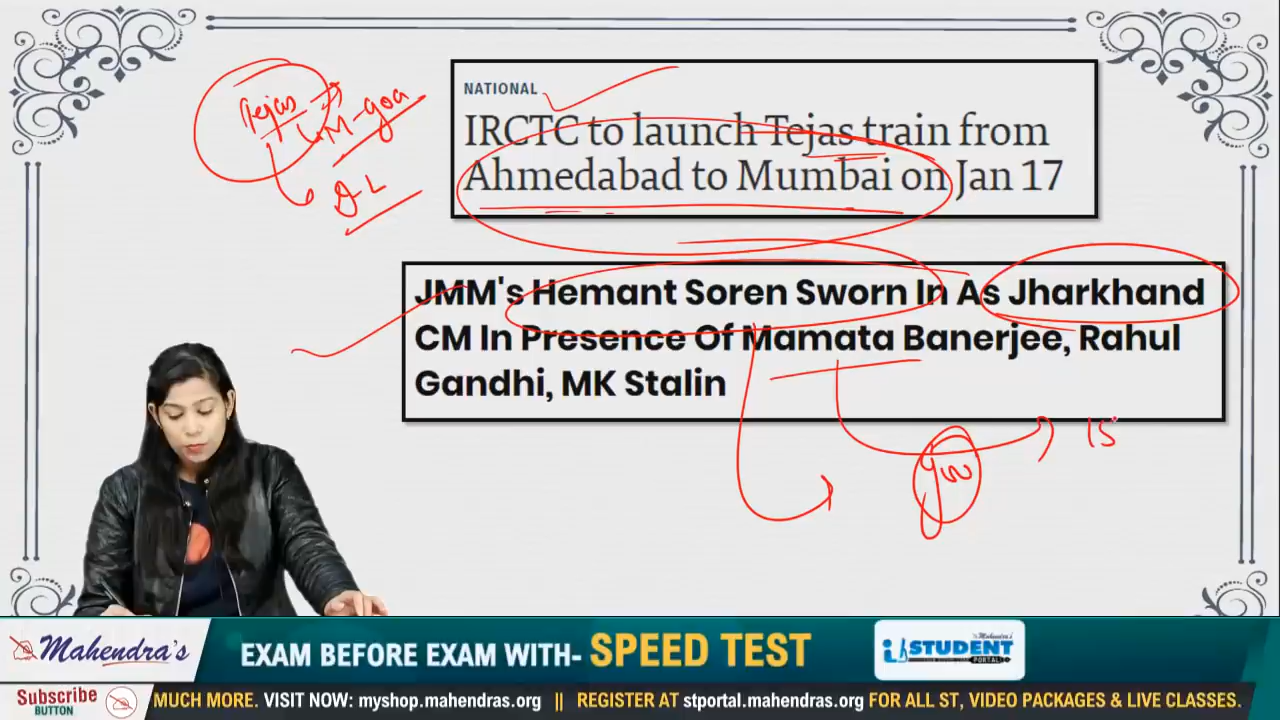 Tejas
M-goa
D L
NATIONAL
IRCTC to launch Tejas train from
Ahmedabad to Mumbai on Jan 17
JMM's Hemant Soren Sworn In As Jharkhand
CM In Presence Of Mamata Banerjee, Rahul
Gandhi, MK Stalin
15
Mahendra's
EXAM BEFORE EXAM WITH- SPEED TEST
Mahendra's
STUDENT
PORTAL
Subscribe
BUTTON
MUCH MORE. VISIT NOW: myshop.mahendras.org || REGISTER AT stportal.mahendras.org FOR ALL ST, VIDEO PACKAGES & LIVE CLASSES.